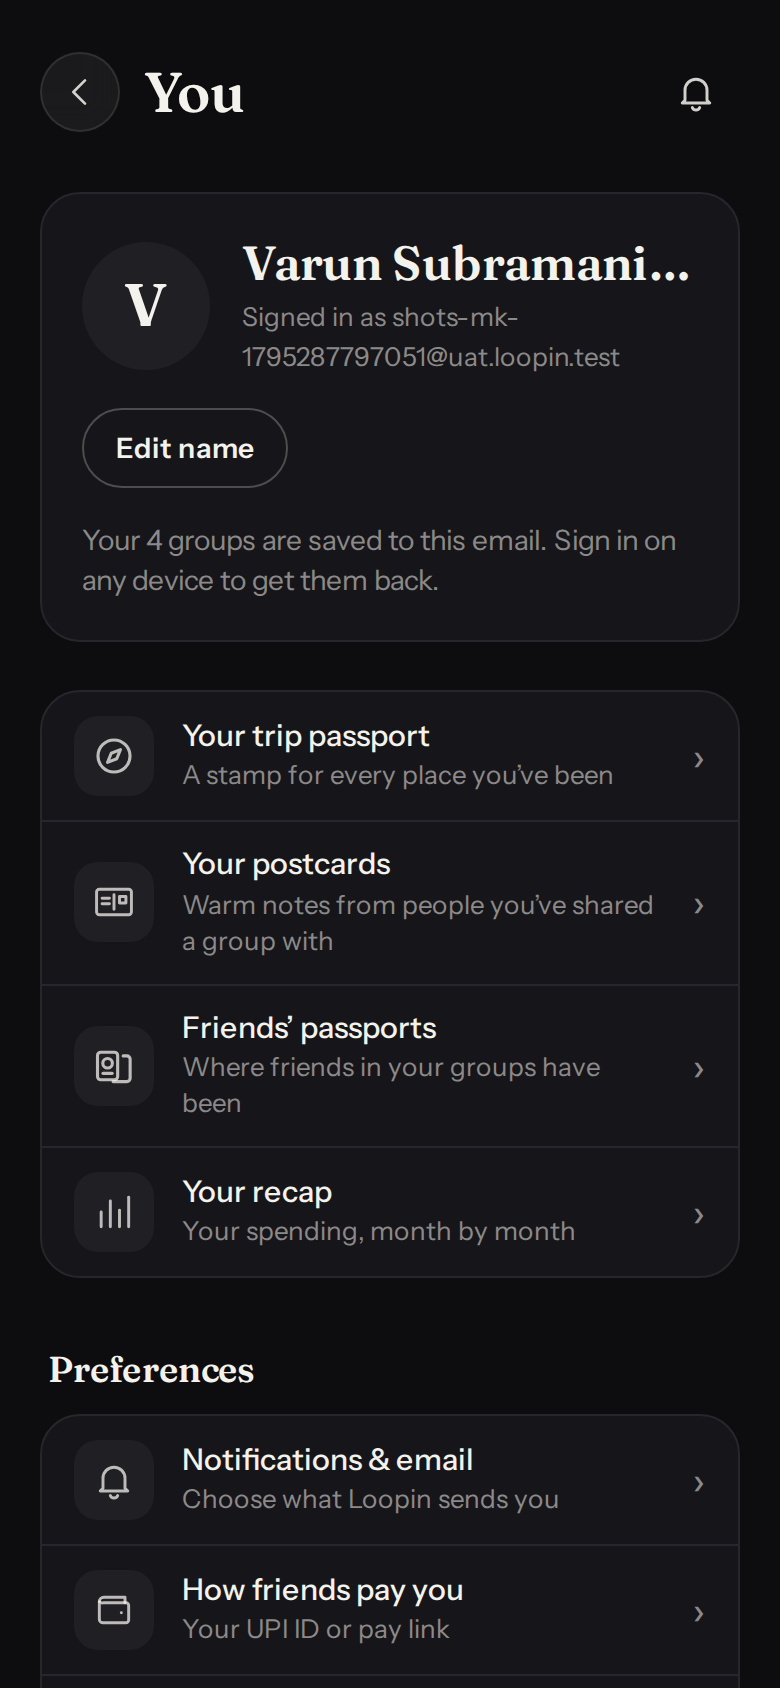 You
V
Varun Subramani...
Signed in as shots-mk-
1795287797051@uat.loopin.test
Edit name
Your 4 groups are saved to this email. Sign in on
any device to get them back.
Your trip passport
A stamp for every place you’ve been
Your postcards
Warm notes from people you’ve shared
a group with
Friends’ passports
Where friends in your groups have
been
Your recap
Your spending, month by month
Preferences
Notifications & email
Choose what Loopin sends you
How friends pay you
Your UPI ID or pay link